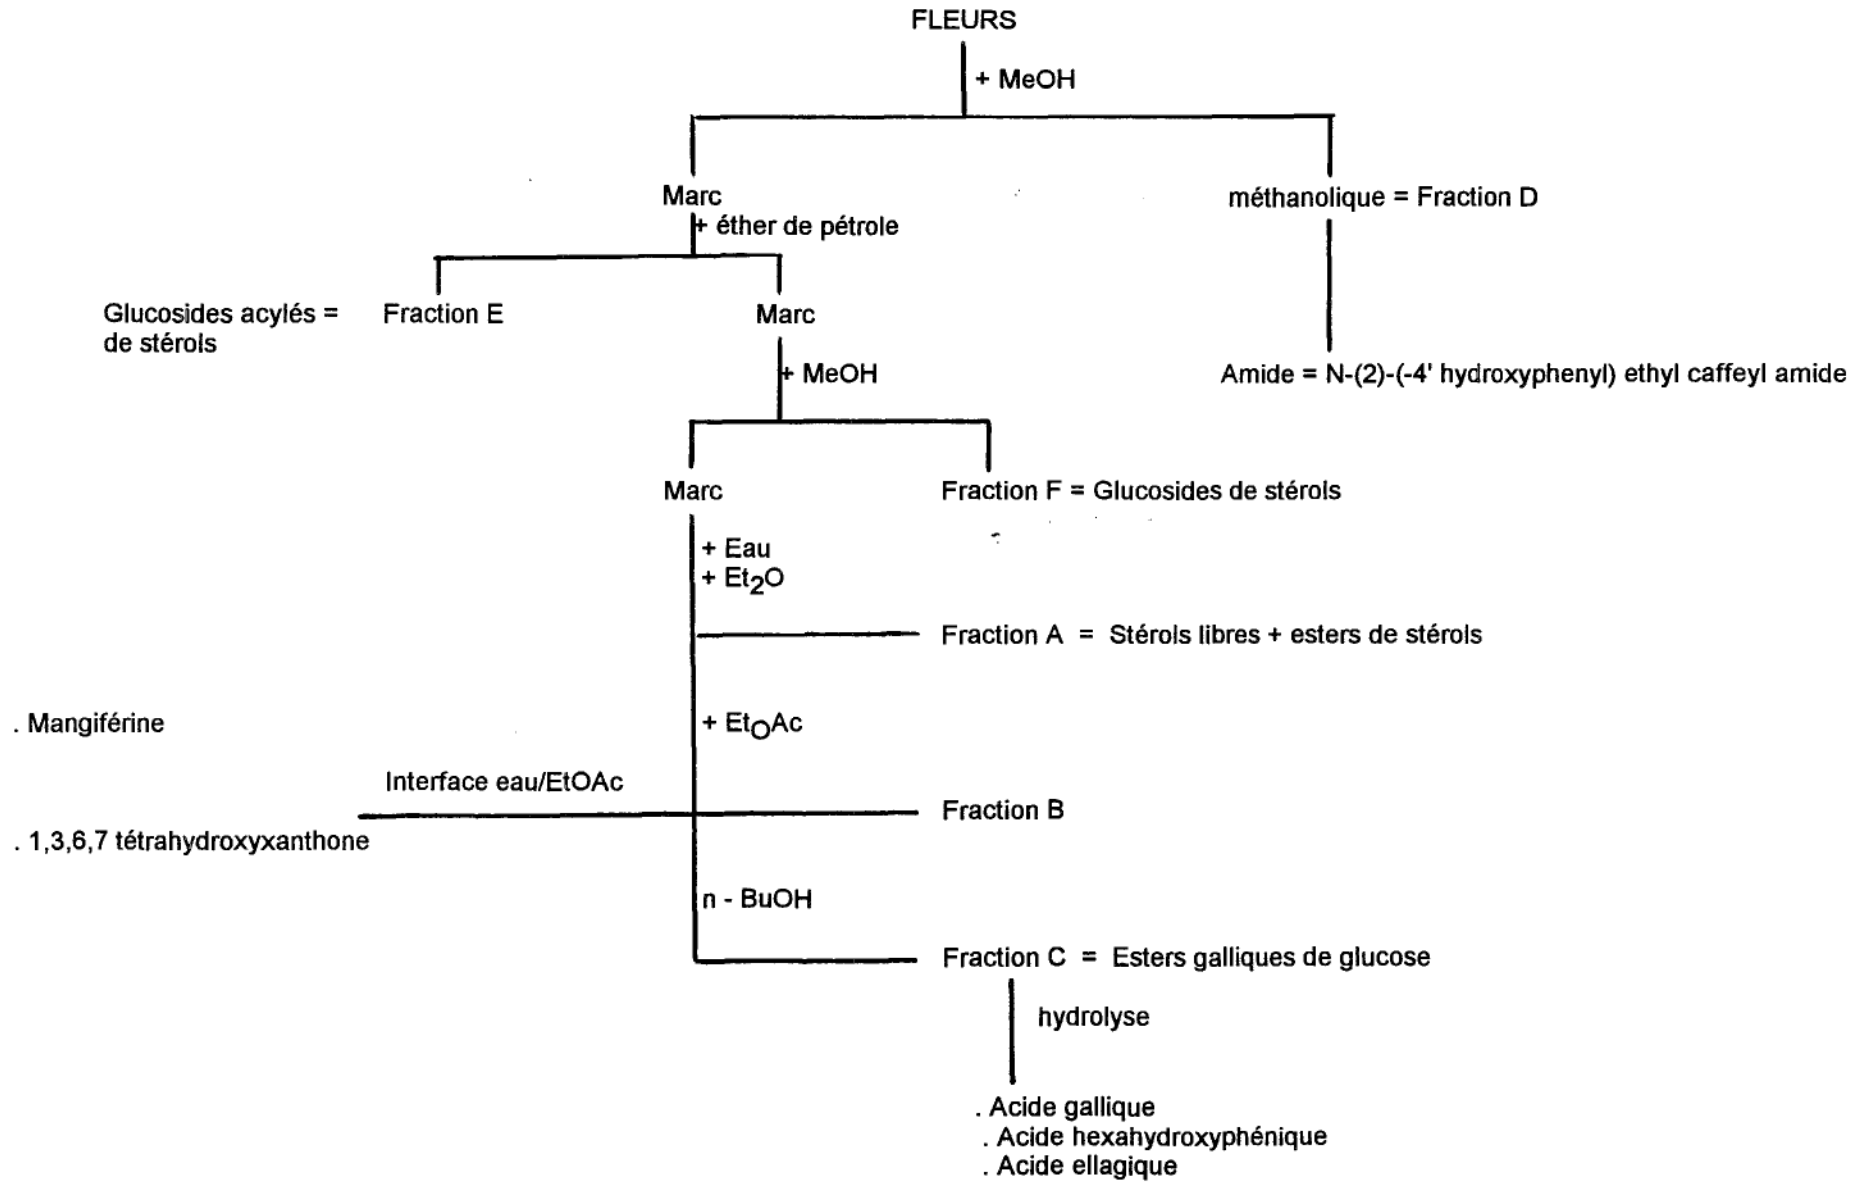 FLEURS
+ MeOH
Marc
méthanolique = Fraction D
+ éther de pétrole
Glucosides acylés =
de stérols
Fraction E
Marc
+ MeOH
Amide = N-(2)-(-4' hydroxyphenyl) ethyl caffeyl amide
Marc
Fraction F = Glucosides de stérols
+ Eau
+ Et2O
Fraction A = Stérols libres + esters de stérols
. Mangiférine
+ EtOAc
Interface eau/EtOAc
Fraction B
. 1,3,6,7 tétrahydroxyxanthone
n - BuOH
Fraction C = Esters galliques de glucose
hydrolyse
. Acide gallique
. Acide hexahydroxyphénique
. Acide ellagique